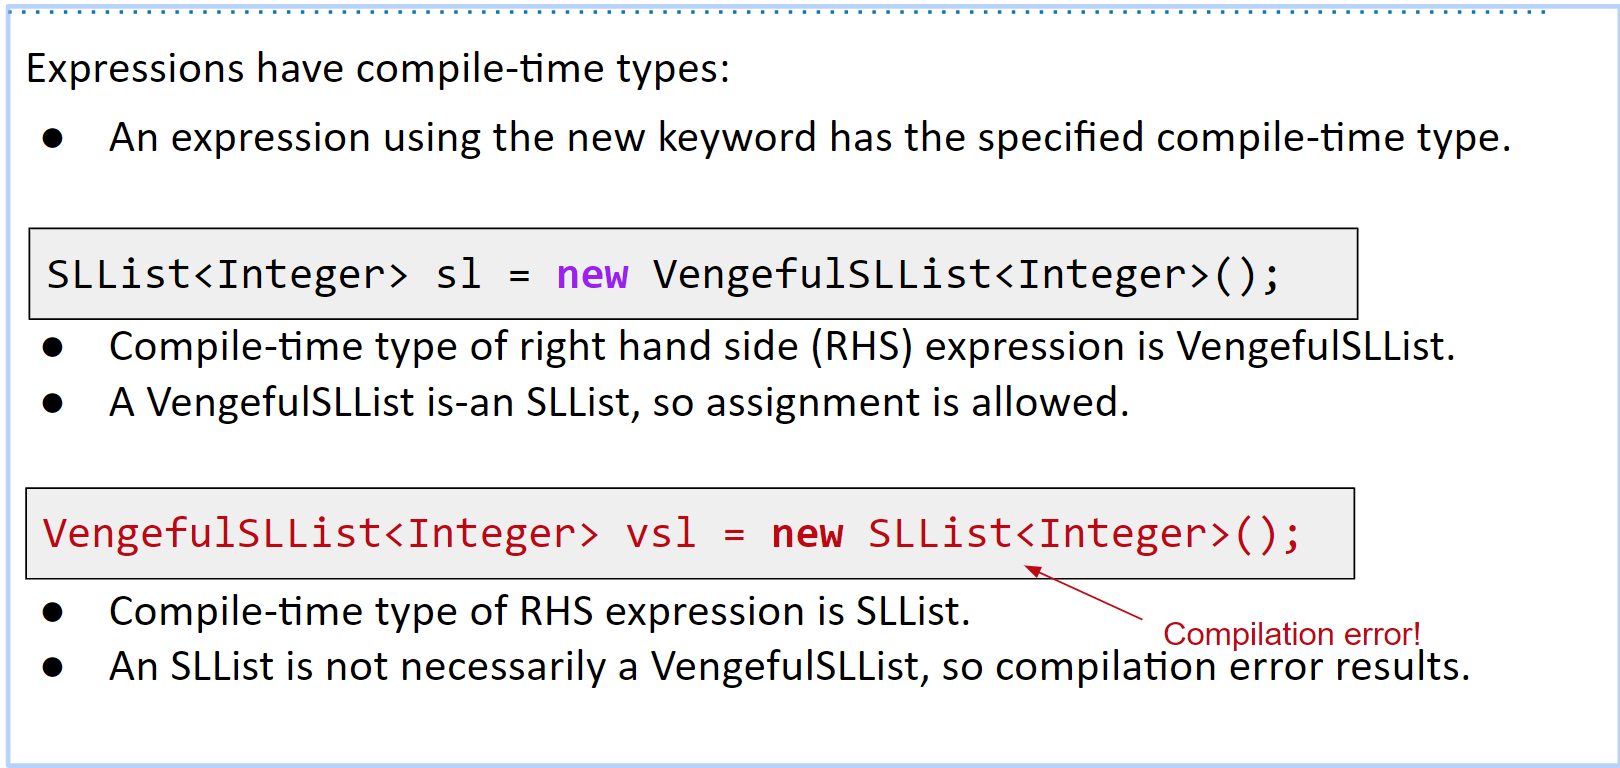 Expressions have compile-time types:
● An expression using the new keyword has the specified compile-time type.
SLList<Integer> sl = new VengefulSLList<Integer>();
● Compile-time type of right hand side (RHS) expression is VengefulSLList.
● A VengefulSLList is-an SLList, so assignment is allowed.
VengefulSLList<Integer> vsl = new SLList<Integer>();
● Compile-time type of RHS expression is SLList.
Compilation error!
● An SLList is not necessarily a VengefulSLList, so compilation error results.